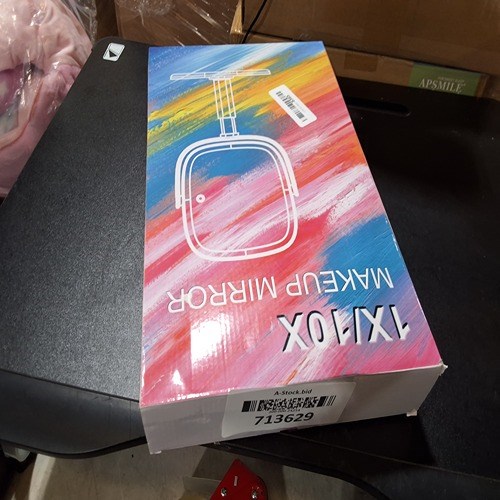 APSMILE
MAKEUP MIRROR
1X/10X
A-Stock.bid
713629